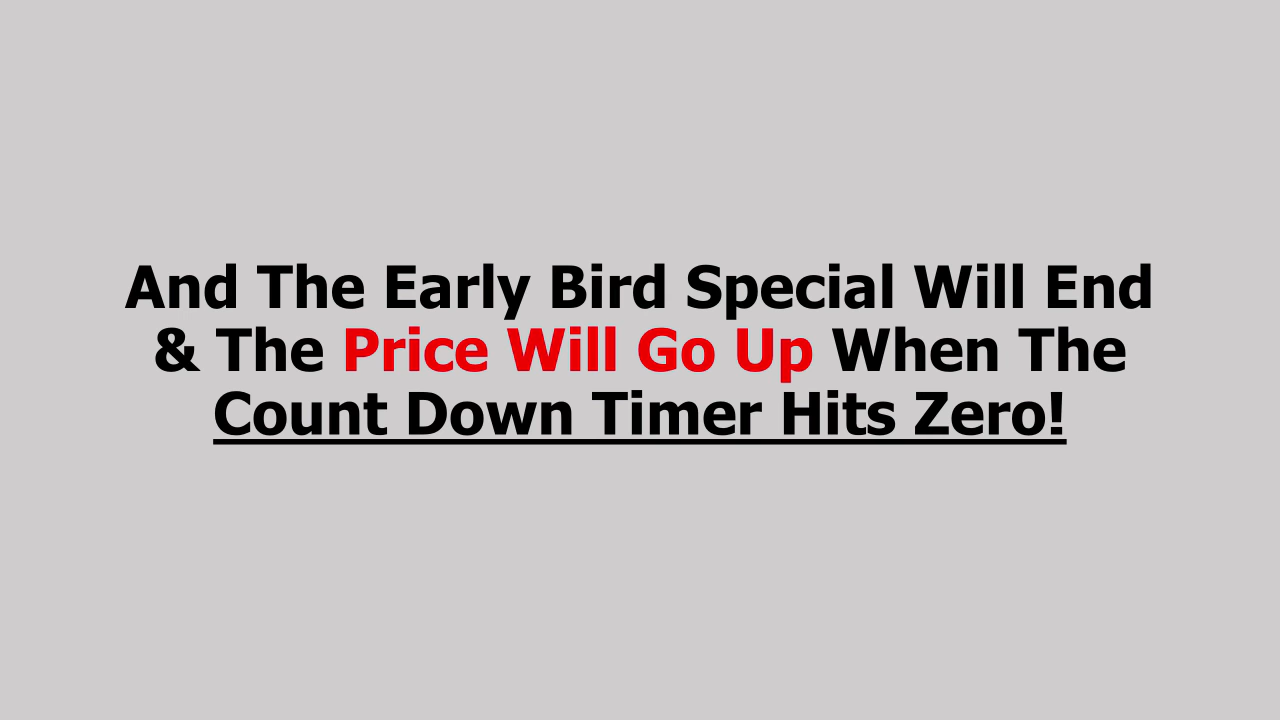 And The Early Bird Special Will End
& The Price Will Go Up When The
Count Down Timer Hits Zero!